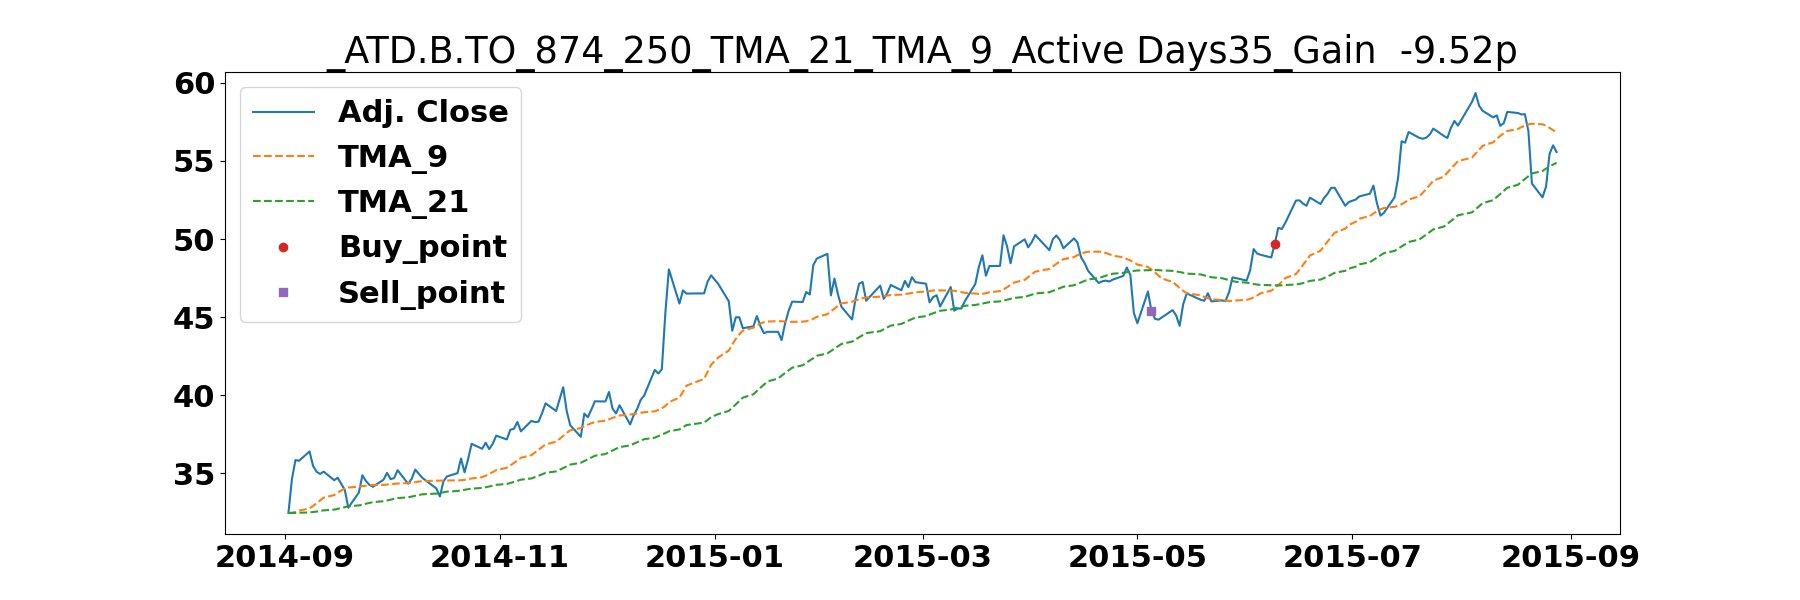 _ATD.B.TO_874_250_TMA_21_TMA_9_Active Days35_Gain  -9.52p
60
55
50
45
40
35
Adj. Close
TMA_9
TMA_21
Buy_point
Sell_point
2014-09 2014-11 2015-01 2015-03 2015-05 2015-07 2015-09